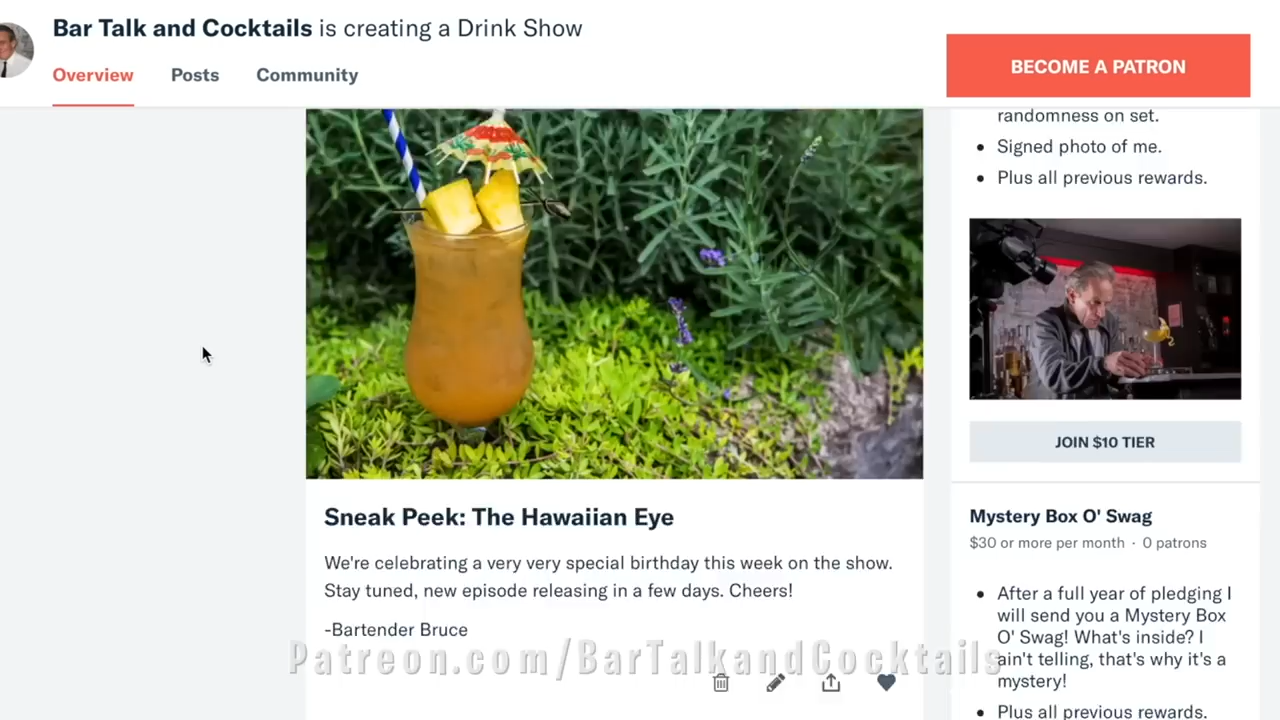 Bar Talk and Cocktails is creating a Drink Show
Overview Posts Community
BECOME A PATRON
randomness on set.
Signed photo of me.
Plus all previous rewards.
JOIN $10 TIER
Sneak Peek: The Hawaiian Eye
We're celebrating a very very special birthday this week on the show.
Stay tuned, new episode releasing in a few days. Cheers!
-Bartender Bruce
Mystery Box O' Swag
$30 or more per month · 0 patrons
After a full year of pledging I
will send you a Mystery Box
O' Swag! What's inside? I
ain't telling, that's why it's a
mystery!
Plus all previous rewards.
Patreon.com/BarTalkandCocktails